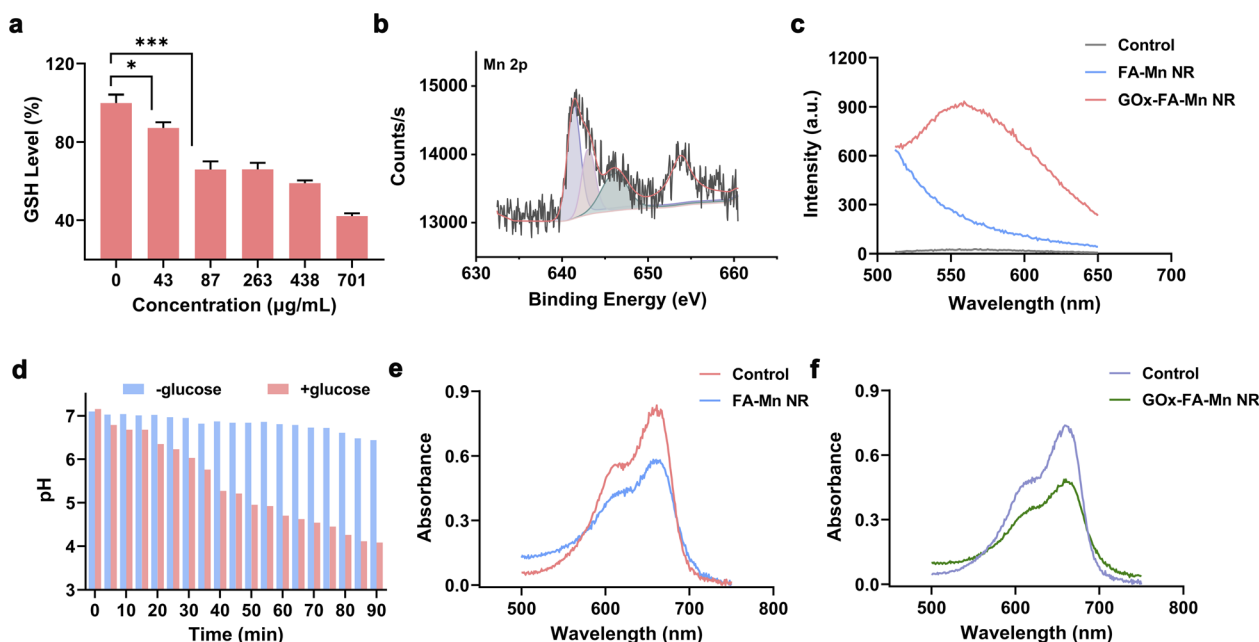 a
***
*
GSH Level (%)
120
80
40
0 43 87 263 438 701
Concentration (µg/mL)
b
Mn 2p
Counts/s
15000
14000
13000
630 640 650 660
Binding Energy (eV)
c
Control
FA-Mn NR
GOx-FA-Mn NR
Intensity (a.u.)
1200
900
600
300
0
500 550 600 650 700
Wavelength (nm)
d
-glucose +glucose
pH
7
6
5
4
3
0 10 20 30 40 50 60 70 80 90
Time (min)
e
Control
FA-Mn NR
Absorbance
0.9
0.6
0.3
0.0
500 600 700 800
Wavelength (nm)
f
Control
GOx-FA-Mn NR
Absorbance
0.9
0.6
0.3
0.0
500 600 700 800
Wavelength (nm)